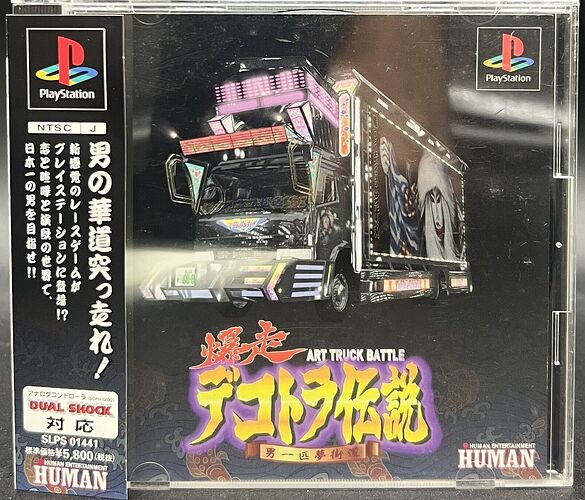 PlayStation
NTSC J
男の華道突っ走れ!
新感覚のレースゲームが
プレイステーションに登場!?
恋と喧嘩と演歌の世界で、
日本一の男を目指せ!!
アナログコントローラ(SCPH-1200)
DUAL SHOCK
対応
SLPS 01441
標準価格¥5,800(税抜)
HUMAN ENTERTAINMENT
HUMAN
PlayStation
爆走
ART TRUCK BATTLE
デコトラ伝説
男一匹夢街道
HUMAN ENTERTAINMENT
HUMAN